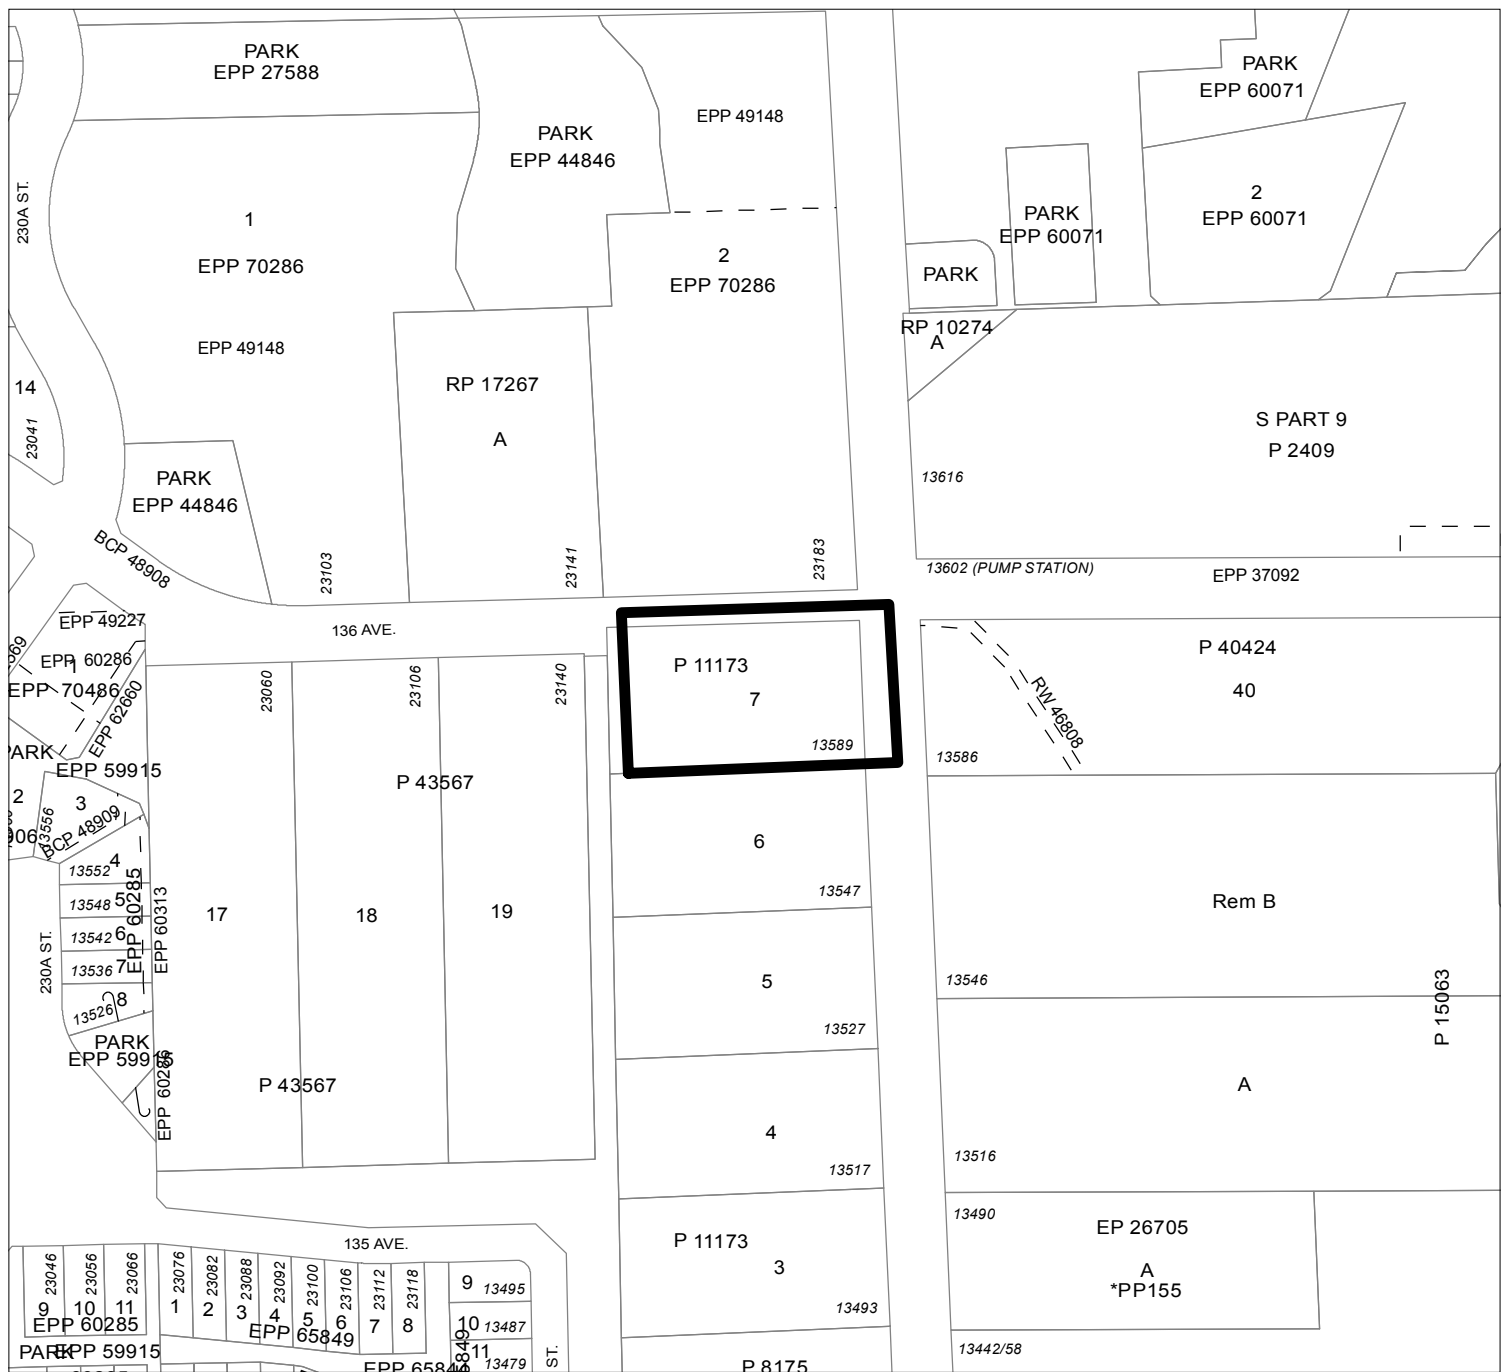 PARK
EPP 27588
PARK
EPP 44846
EPP 49148
PARK
EPP 60071
230A ST.
1
EPP 70286
2
EPP 70286
PARK
EPP 60071
2
EPP 60071
PARK
EPP 49148
RP 10274
A
14
23041
RP 17267
A
S PART 9
P 2409
13616
PARK
EPP 44846
BCP 48908
23103
23141
23183
13602 (PUMP STATION)
EPP 37092
EPP 49227
136 AVE.
EPP 60286
1
EPP 70486
EPP 62660
23060
23106
23140
P 11173
7
13589
P 40424
40
RW 46808
13586
PARK
EPP 59915
2
3
13556
BCP 48909
P 43567
4
13552
5
13548
6
13542
7
13536
8
13526
EPP 60285
EPP 60313
230A ST.
17
18
19
6
13547
Rem B
5
13527
13546
P 15063
PARK
EPP 59915
EPP 60286
P 43567
A
4
13517
13516
13490
EP 26705
A
*PP155
P 11173
3
13493
135 AVE.
23046
23056
23066
23076
23082
23088
23092
23100
23106
23112
23118
9
10
11
EPP 60285
1
2
3
4
5
6
7
8
EPP 65849
9
13495
10
13487
11
13479
PARK
EPP 59915
ST.
P 8175
13442/58